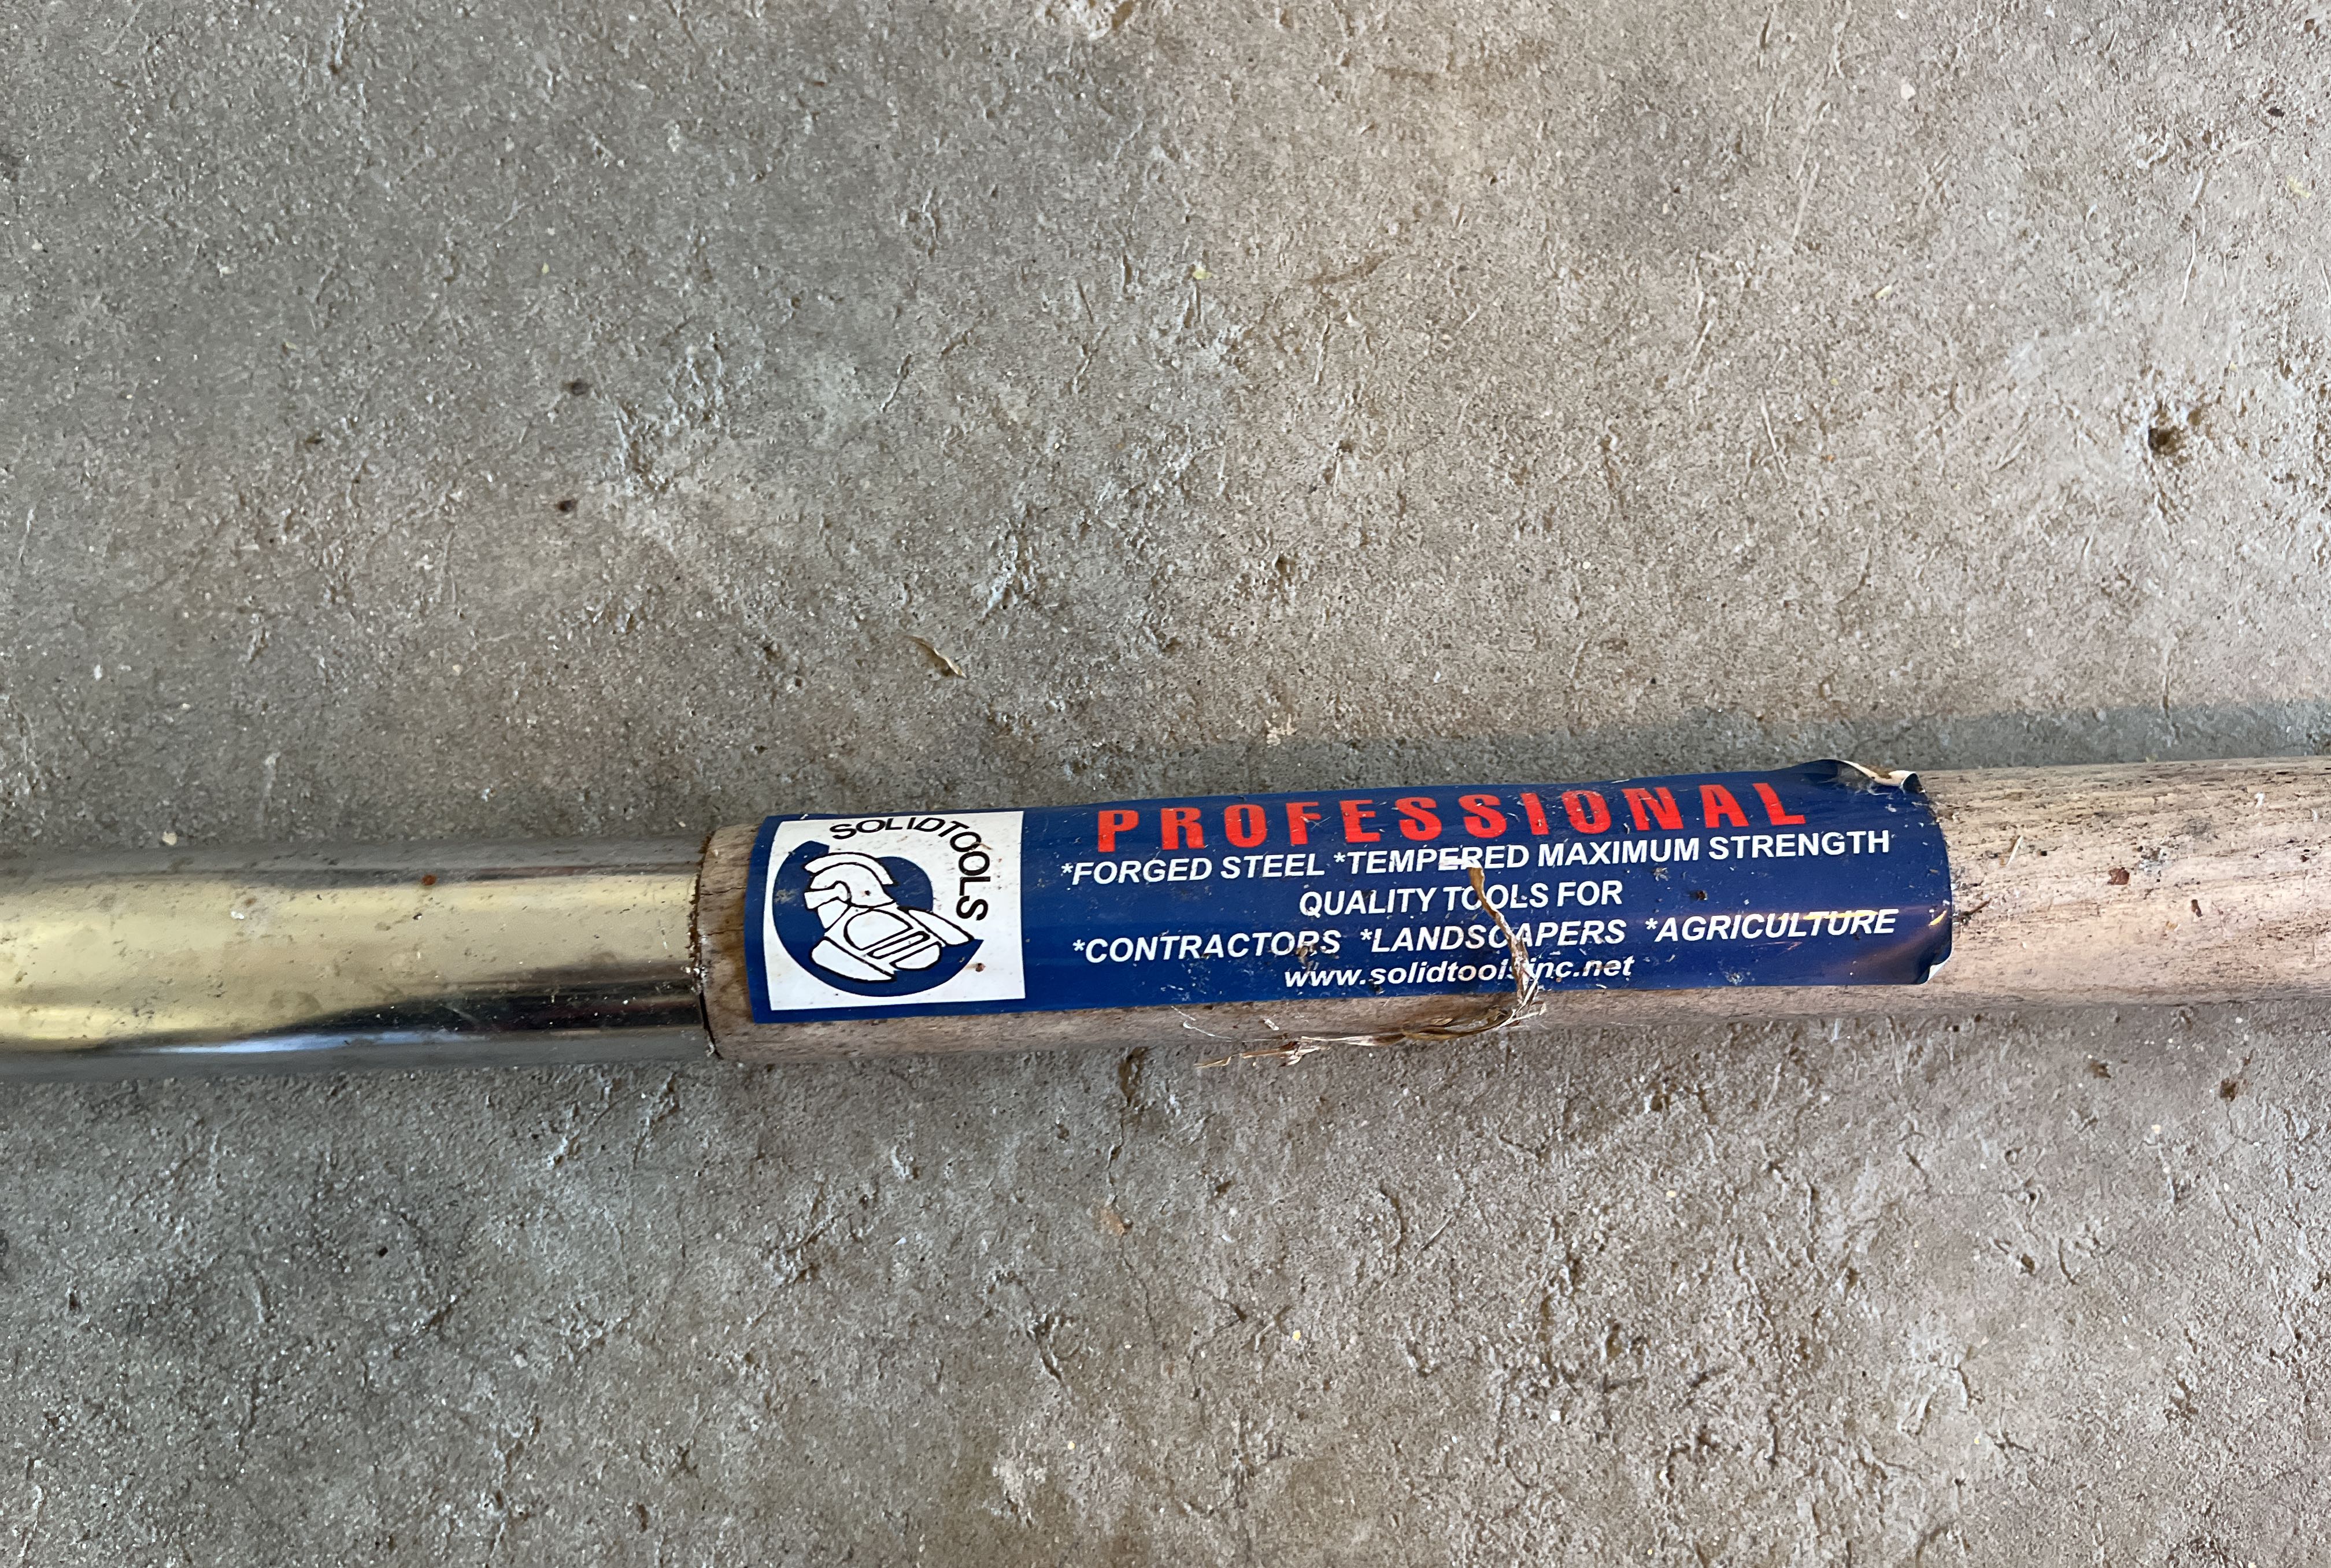 SOLIDTOOLS
PROFESSIONAL
*FORGED STEEL *TEMPERED MAXIMUM STRENGTH
QUALITY TOOLS FOR
*CONTRACTORS *LANDSCAPERS *AGRICULTURE
www.solidtoolsinc.net